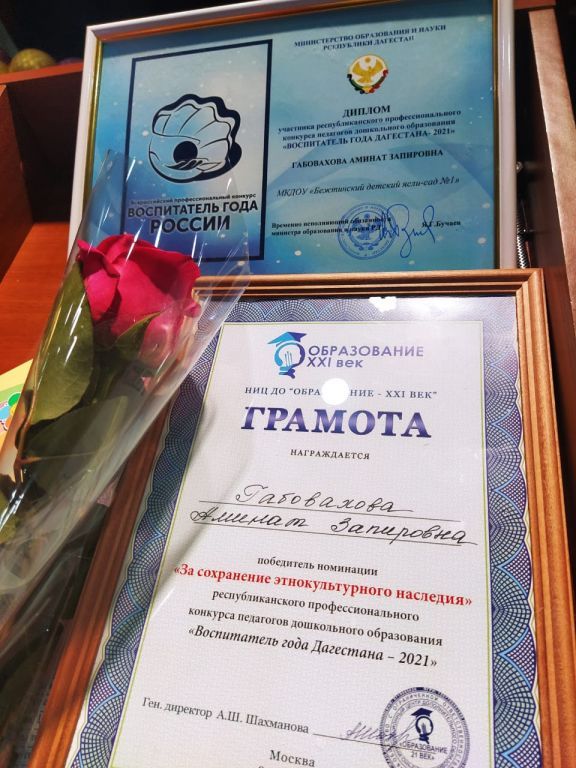 МИНИСТЕРСТВО ОБРАЗОВАНИЯ И НАУКИ
РЕСПУБЛИКИ ДАГЕСТАН
ДИПЛОМ
участника республиканского профессионального
конкурса педагогов дошкольного образования
«ВОСПИТАТЕЛЬ ГОДА ДАГЕСТАНА- 2021»
ГАБОВАХОВА АМИНАТ ЗАПИРОВНА
МКДОУ «Бежтинский детский ясли-сад №1»
Временно исполняющий обязанности
министра образования и науки РД
Я.Г.Бучаев
Всероссийский профессиональный конкурс
ВОСПИТАТЕЛЬ ГОДА
РОССИИ
ОБРАЗОВАНИЕ
XXI век
НИЦ ДО "ОБРАЗОВАНИЕ - XXI ВЕК"
ГРАМОТА
НАГРАЖДАЕТСЯ
Габовахова
Аминат Запировна
победитель номинации
«За сохранение этнокультурного наследия»
республиканского профессионального
конкурса педагогов дошкольного образования
«Воспитатель года Дагестана – 2021»
Ген. директор А.Ш. Шахманова
«ОБРАЗОВАНИЕ
21 ВЕК»
Москва